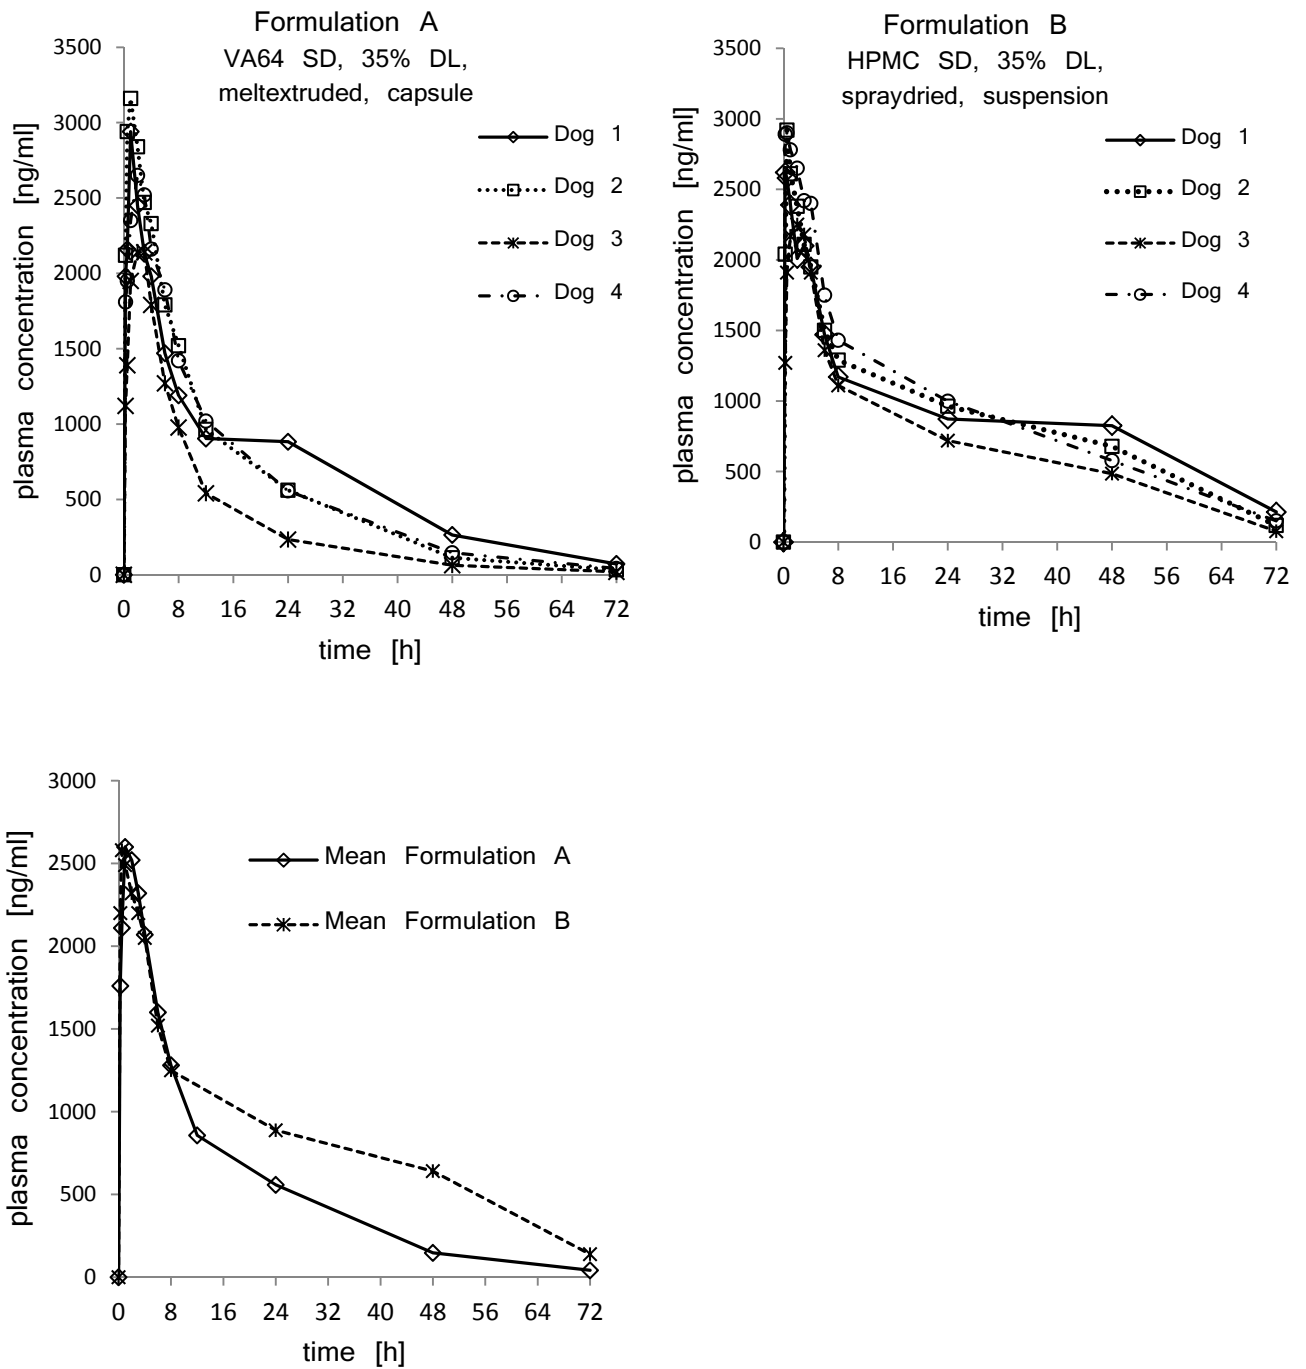 Formulation A
VA64 SD, 35% DL,
meltextruded, capsule
3500
3000
2500
2000
1500
1000
500
0
plasma concentration [ng/ml]
Dog 1
Dog 2
Dog 3
Dog 4
0 8 16 24 32 40 48 56 64 72
time [h]
Formulation B
HPMC SD, 35% DL,
spraydried, suspension
3500
3000
2500
2000
1500
1000
500
0
plasma concentration [ng/ml]
Dog 1
Dog 2
Dog 3
Dog 4
0 8 16 24 32 40 48 56 64 72
time [h]
3000
2500
2000
1500
1000
500
0
plasma concentration [ng/ml]
Mean Formulation A
Mean Formulation B
0 8 16 24 32 40 48 56 64 72
time [h]